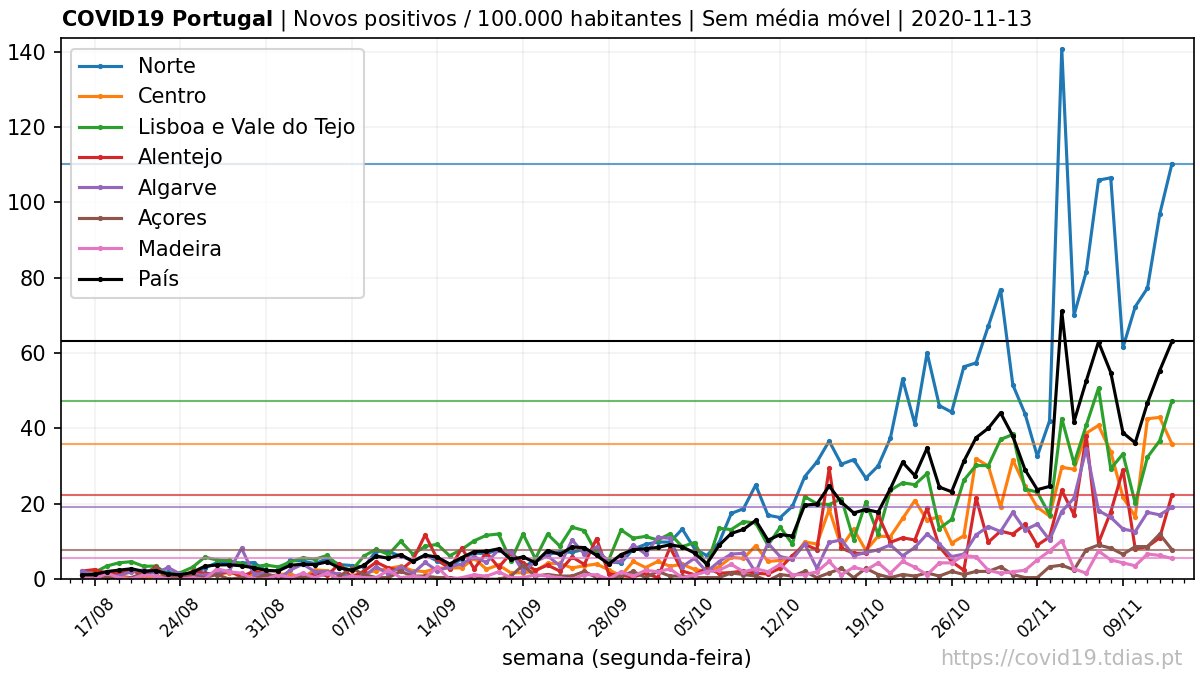 COVID19 Portugal | Novos positivos / 100.000 habitantes | Sem média móvel | 2020-11-13
140
120
100
80
60
40
20
0
Norte
Centro
Lisboa e Vale do Tejo
Alentejo
Algarve
Açores
Madeira
País
17/08
24/08
31/08
07/09
14/09
21/09
28/09
05/10
12/10
19/10
26/10
02/11
09/11
semana (segunda-feira)
https://covid19.tdias.pt